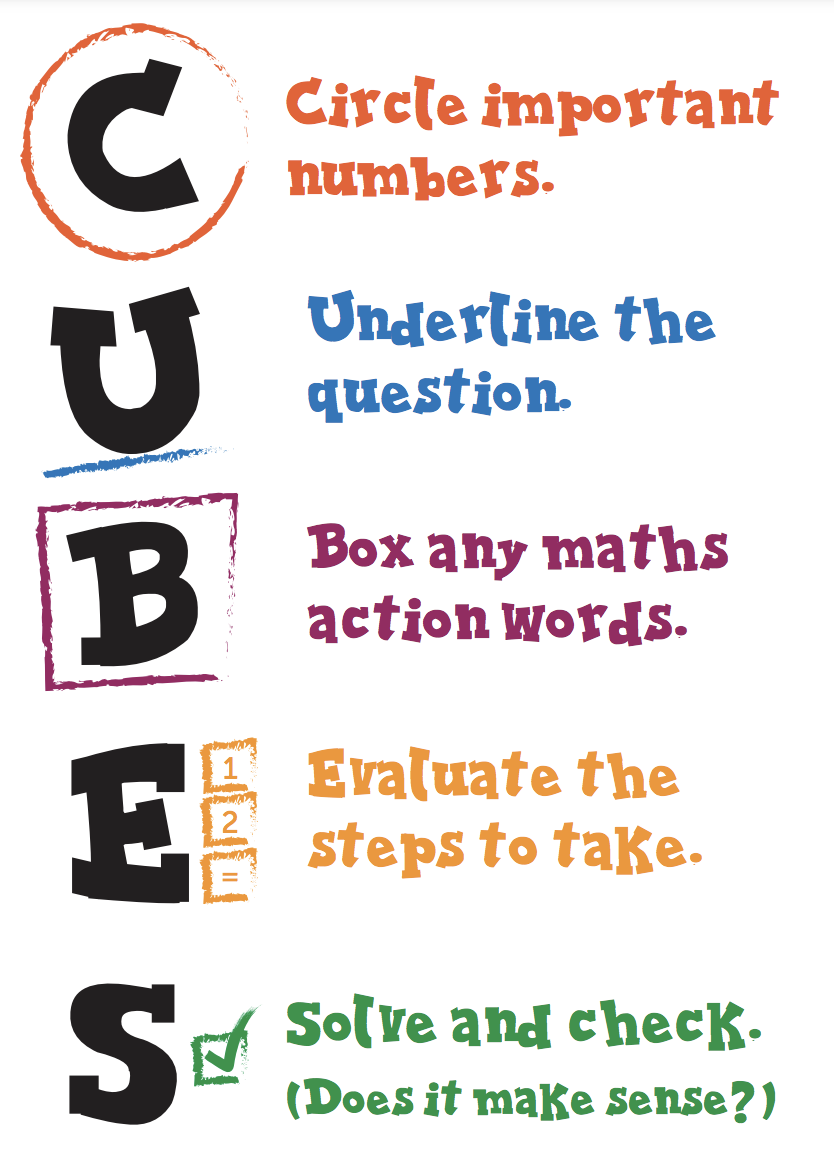 C
Circle important
numbers.
U
Underline the
question.
B
Box any maths
action words.
E
1
2
=
Evaluate the
steps to take.
S
Solve and check.
(Does it make sense?)